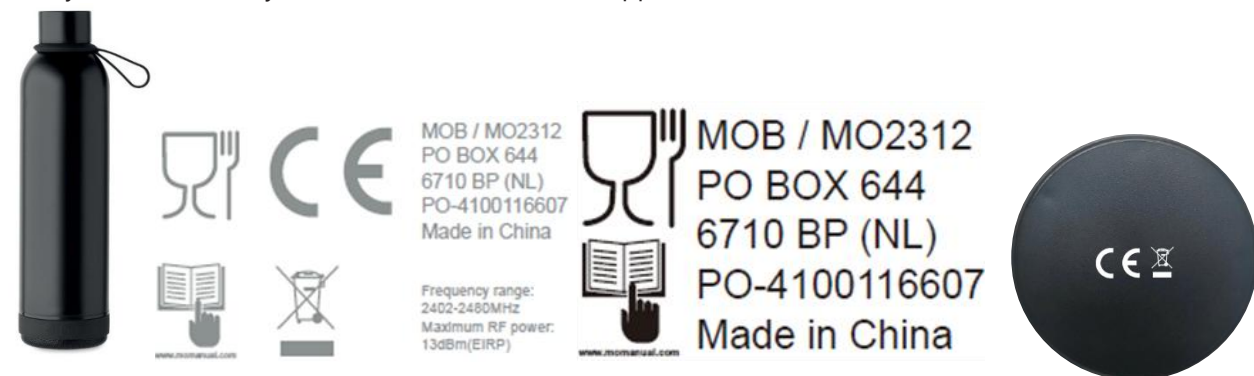 CE
MOB / MO2312
PO BOX 644
6710 BP (NL)
PO-4100116607
Made in China
www.momanual.com
Frequency range:
2402-2480MHz
Maximum RF power:
13dBm(EIRP)
MOB / MO2312
PO BOX 644
6710 BP (NL)
PO-4100116607
Made in China
www.momanual.com
CE